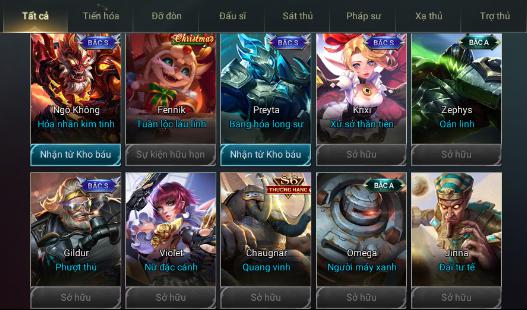 Tất cả
Tiến hóa
Đỡ đòn
Đấu sĩ
Sát thủ
Pháp sư
Xạ thủ
Trợ thủ
BẬC S
Christmas
BẬC S
BẬC S
BẬC A
Ngộ Không
Fennik
Preyta
Krixi
Zephys
Hỏa nhãn kim tinh
Tuần lộc láu lỉnh
Băng hỏa long sư
Xứ sở thần tiên
Oán linh
Nhận từ Kho báu
Sự kiện hữu hạn
Nhận từ Kho báu
Sở hữu
Sở hữu
BẬC S
S6
THƯỢNG HẠNG
BẬC A
Gildur
Violet
Chaugnar
Omega
Jinna
Phượt thủ
Nữ đặc cảnh
Quang vinh
Người máy xanh
Đại tư tế
Sở hữu
Sở hữu
Sở hữu
Sở hữu
Sở hữu